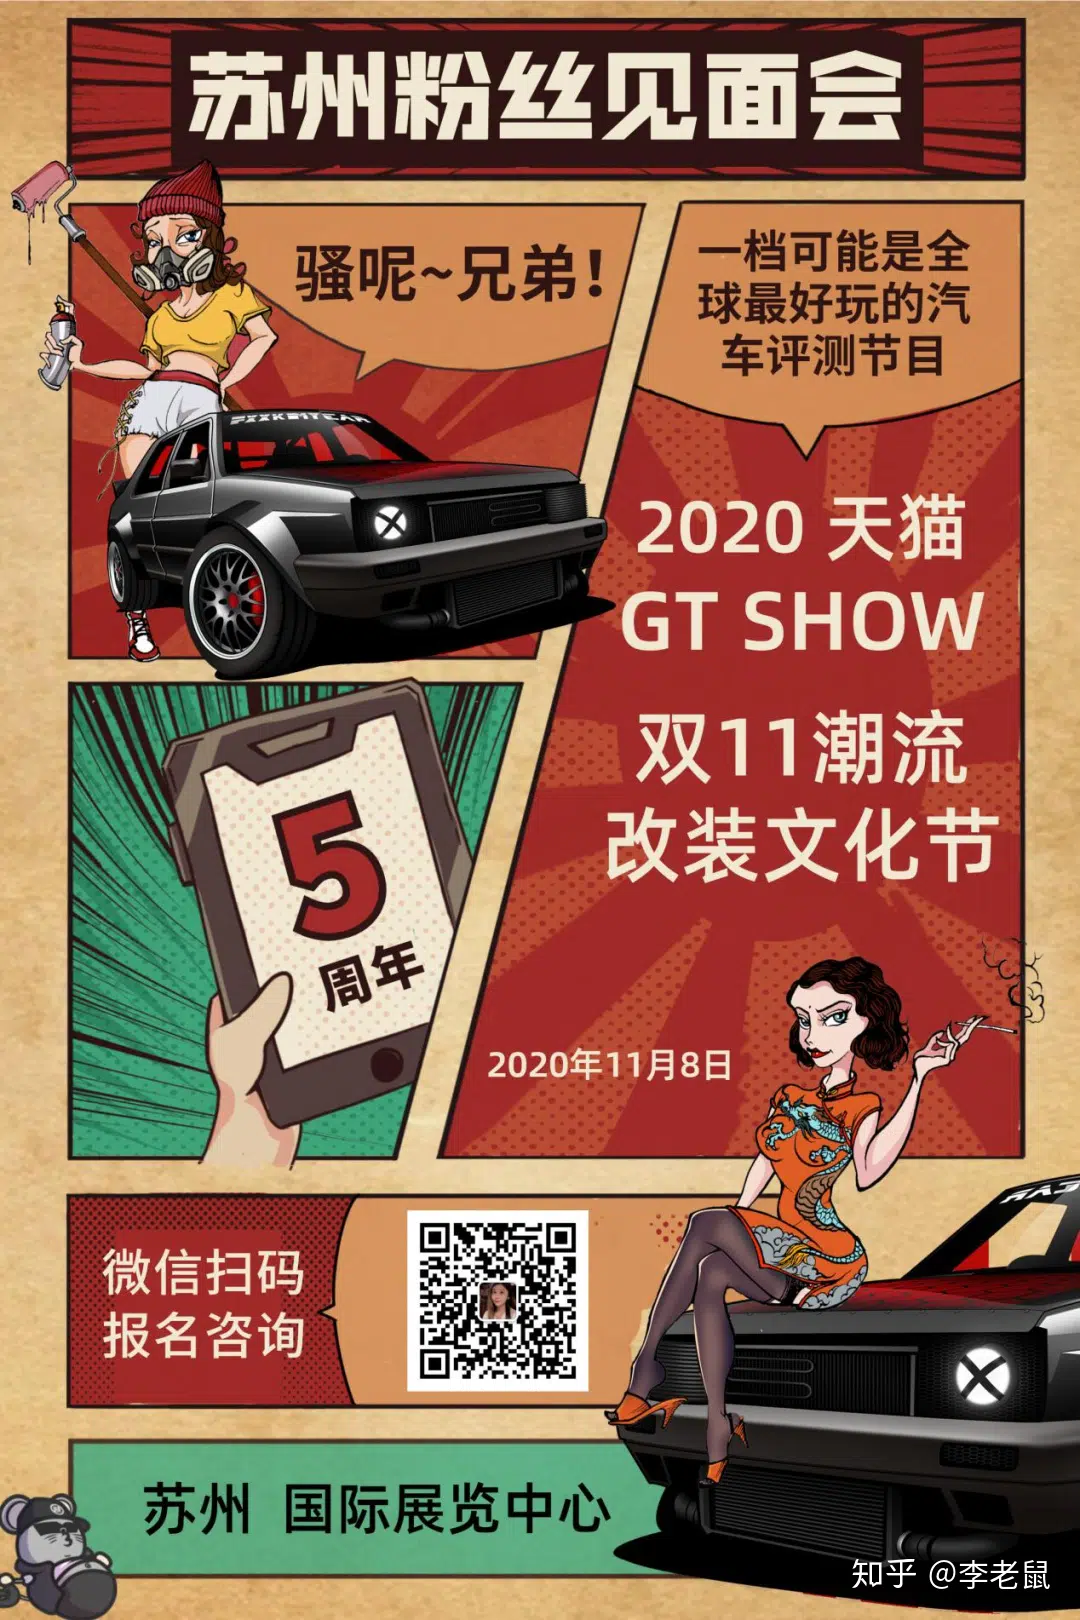 苏州粉丝见面会
骚呢~兄弟！
一档可能是全
球最好玩的汽
车评测节目
2020 天猫
GT SHOW
双11潮流
改装文化节
5
周年
2020年11月8日
微信扫码
报名咨询
苏州 国际展览中心
知乎 @李老鼠